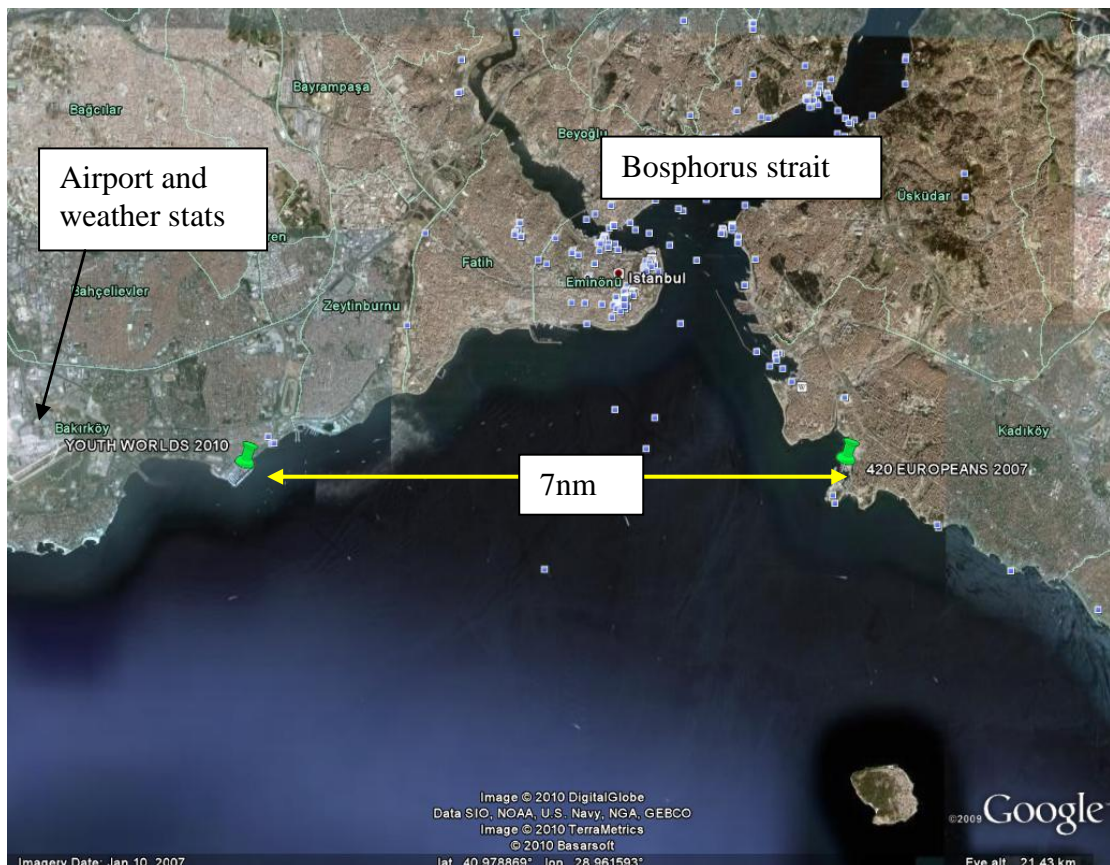 Bayrampaşa
Bağcılar
Beyoğlu
Airport and
weather stats
Bosphorus strait
Üsküdar
ren
Fatih
Eminönü
Istanbul
Bahçelievler
Zeytinburnu
Bakırköy
YOUTH WORLDS 2010
Kadıköy
420 EUROPEANS 2007
7nm
Image © 2010 DigitalGlobe
Data SIO, NOAA, U.S. Navy, NGA, GEBCO
Image © 2010 TerraMetrics
© 2010 Basarsoft
©2009 Google
Imagery Date: Jan 10, 2007
lat 40.978869° lon 28.961593°
Eye alt 21.43 km